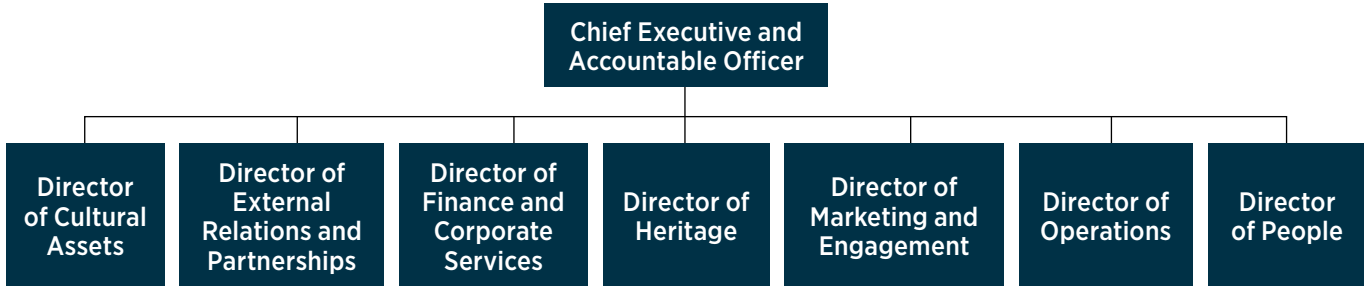 Chief Executive and
Accountable Officer
Director
of Cultural
Assets
Director of
External
Relations and
Partnerships
Director of
Finance and
Corporate
Services
Director of
Heritage
Director of
Marketing and
Engagement
Director of
Operations
Director
of People